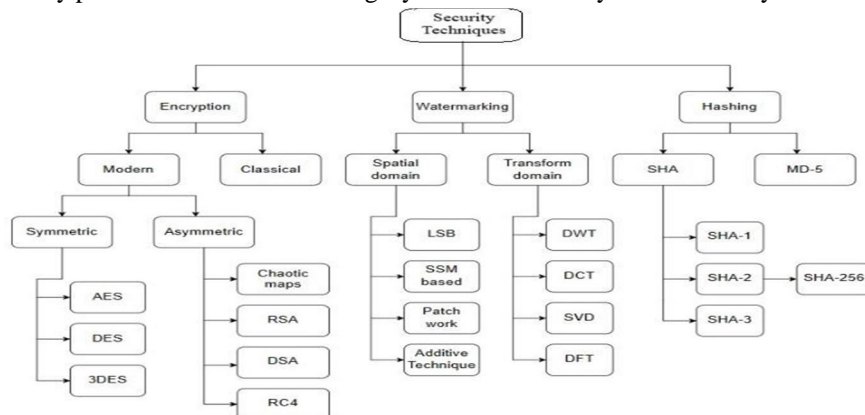 Security
Techniques
Encryption
Watermarking
Hashing
Modern
Classical
Spatial
domain
Transform
domain
SHA
MD-5
Symmetric
Asymmetric
LSB
DWT
SHA-1
Chaotic
maps
SSM
based
DCT
SHA-2
SHA-256
AES
RSA
Patch
work
SVD
SHA-3
DES
DSA
Additive
Technique
DFT
3DES
RC4